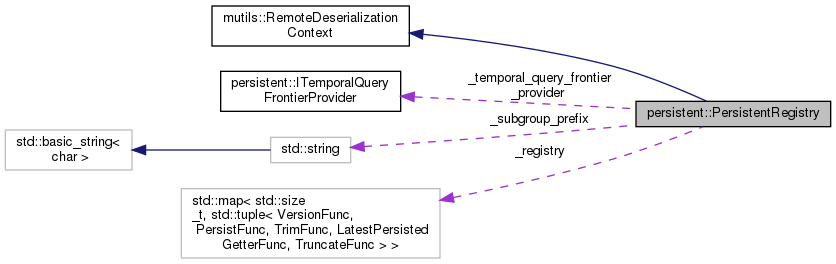 mutils::RemoteDeserialization
Context
persistent::ITemporalQuery
FrontierProvider
_temporal_query_frontier
_provider
persistent::PersistentRegistry
_subgroup_prefix
std::basic_string<
char >
std::string
_registry
std::map< std::size
_t, std::tuple< VersionFunc,
PersistFunc, TrimFunc, LatestPersisted
GetterFunc, TruncateFunc > >